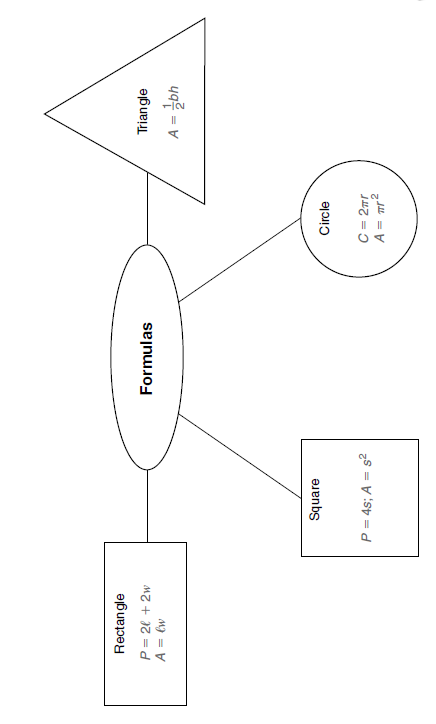 Formulas
Rectangle
P = 2ℓ + 2w
A = ℓw
Square
P = 4s; A = s²
Circle
C = 2πr
A = πr²
Triangle
A = ½bh